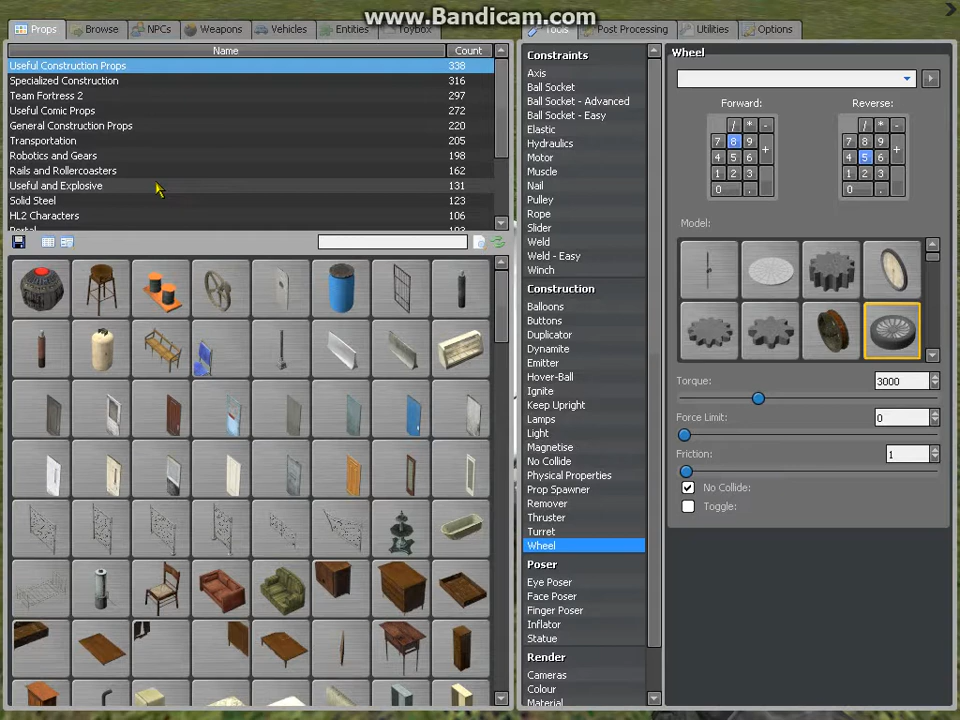 www.Bandicam.com
Props Browse NPCs Weapons Vehicles Entities Toybox Tools Post Processing Utilities Options
Name Count
Useful Construction Props 338
Specialized Construction 316
Team Fortress 2 297
Useful Comic Props 272
General Construction Props 220
Transportation 205
Robotics and Gears 198
Rails and Rollercoasters 162
Useful and Explosive 131
Solid Steel 123
HL2 Characters 106
Portal 103
Constraints
Axis
Ball Socket
Ball Socket - Advanced
Ball Socket - Easy
Elastic
Hydraulics
Motor
Muscle
Nail
Pulley
Rope
Slider
Weld
Weld - Easy
Winch
Construction
Balloons
Buttons
Duplicator
Dynamite
Emitter
Hover-Ball
Ignite
Keep Upright
Lamps
Light
Magnetise
No Collide
Physical Properties
Prop Spawner
Remover
Thruster
Turret
Wheel
Poser
Eye Poser
Face Poser
Finger Poser
Inflator
Statue
Render
Cameras
Colour
Material
Wheel
Forward: Reverse:
/ * -
7 8 9
4 5 6 +
1 2 3
0 .
/ * -
7 8 9
4 5 6 +
1 2 3
0 .
Model:
Torque: 3000
Force Limit: 0
Friction: 1
No Collide:
Toggle: